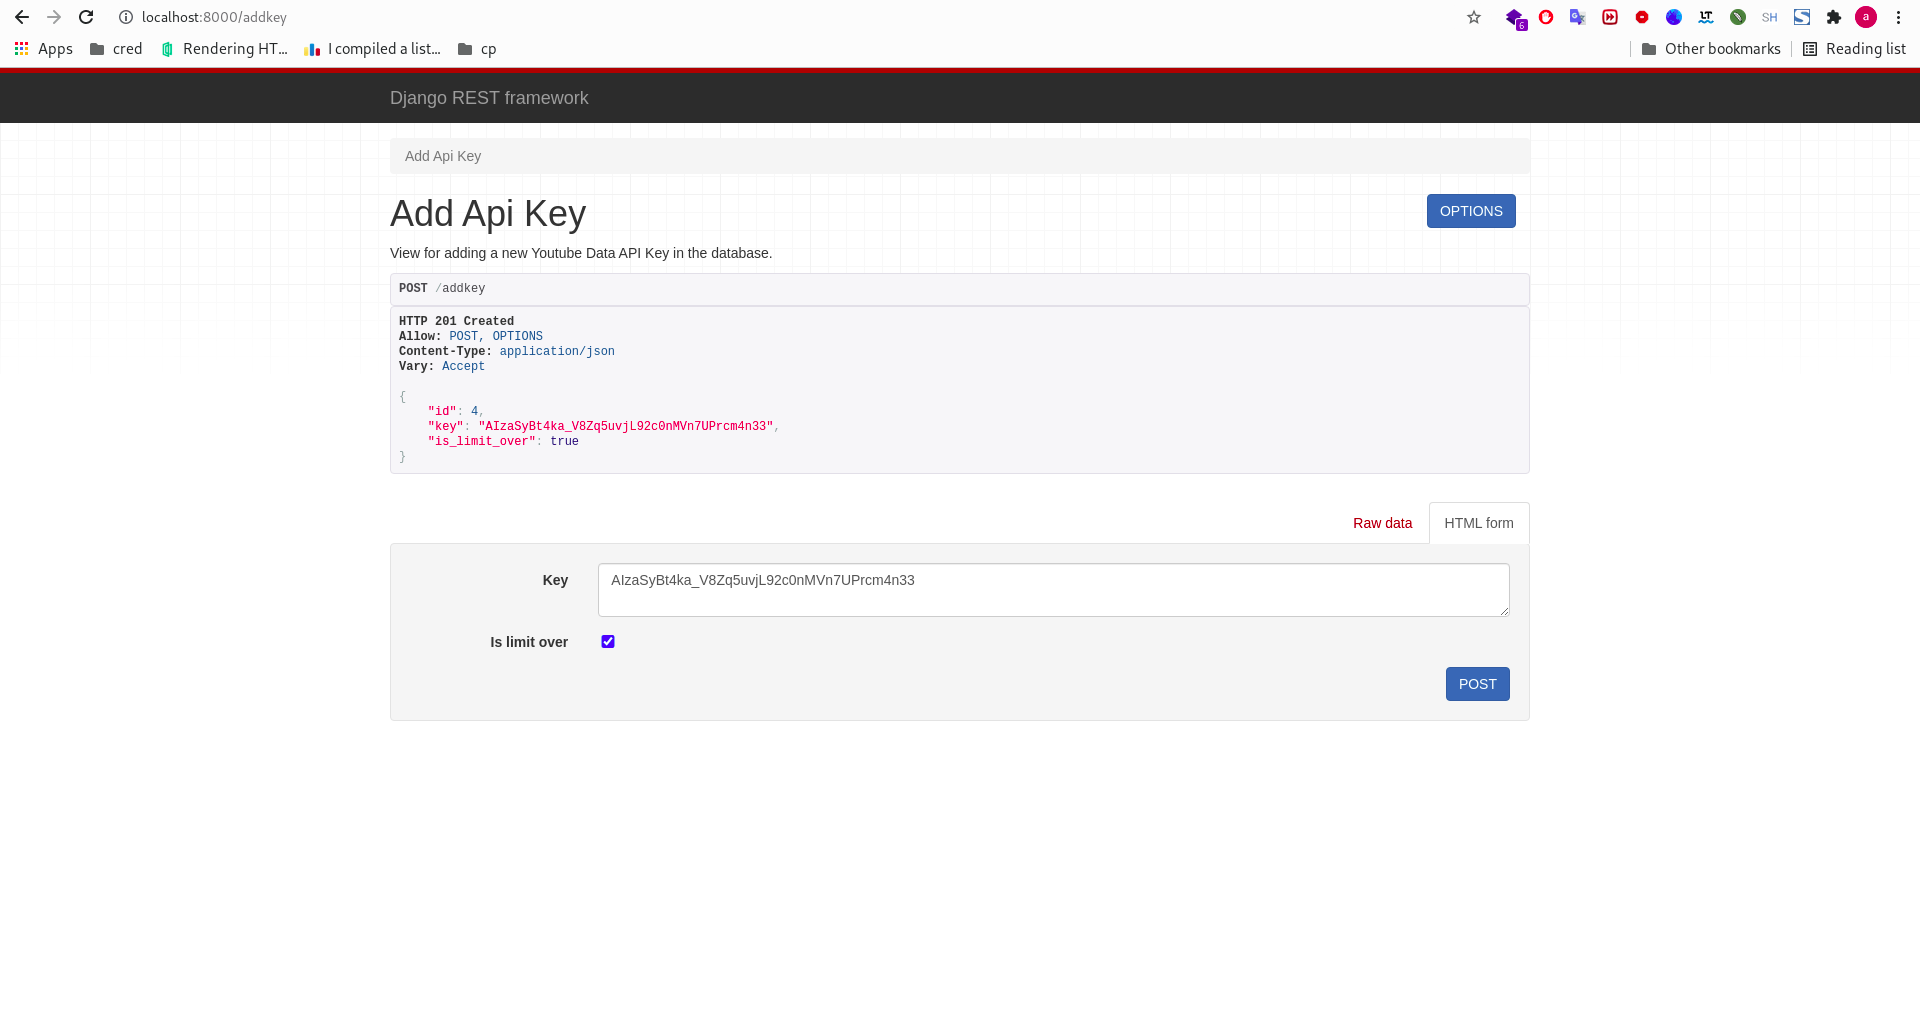 localhost:8000/addkey
6
LT
SH
a
Apps
cred
Rendering HT...
I compiled a list...
cp
Other bookmarks
Reading list
Django REST framework
Add Api Key
Add Api Key
OPTIONS
View for adding a new Youtube Data API Key in the database.
POST /addkey
HTTP 201 Created
Allow: POST, OPTIONS
Content-Type: application/json
Vary: Accept
{
"id": 4,
"key": "AIzaSyBt4ka_V8Zq5uvjL92c0nMVn7UPrcm4n33",
"is_limit_over": true
}
Raw data
HTML form
Key
AIzaSyBt4ka_V8Zq5uvjL92c0nMVn7UPrcm4n33
Is limit over
POST